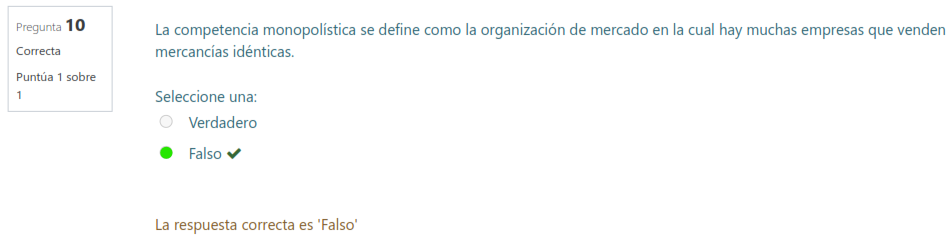 Pregunta 10
Correcta
Puntúa 1 sobre
1
La competencia monopolística se define como la organización de mercado en la cual hay muchas empresas que venden
mercancías idénticas.
Seleccione una:
Verdadero
Falso
La respuesta correcta es 'Falso'